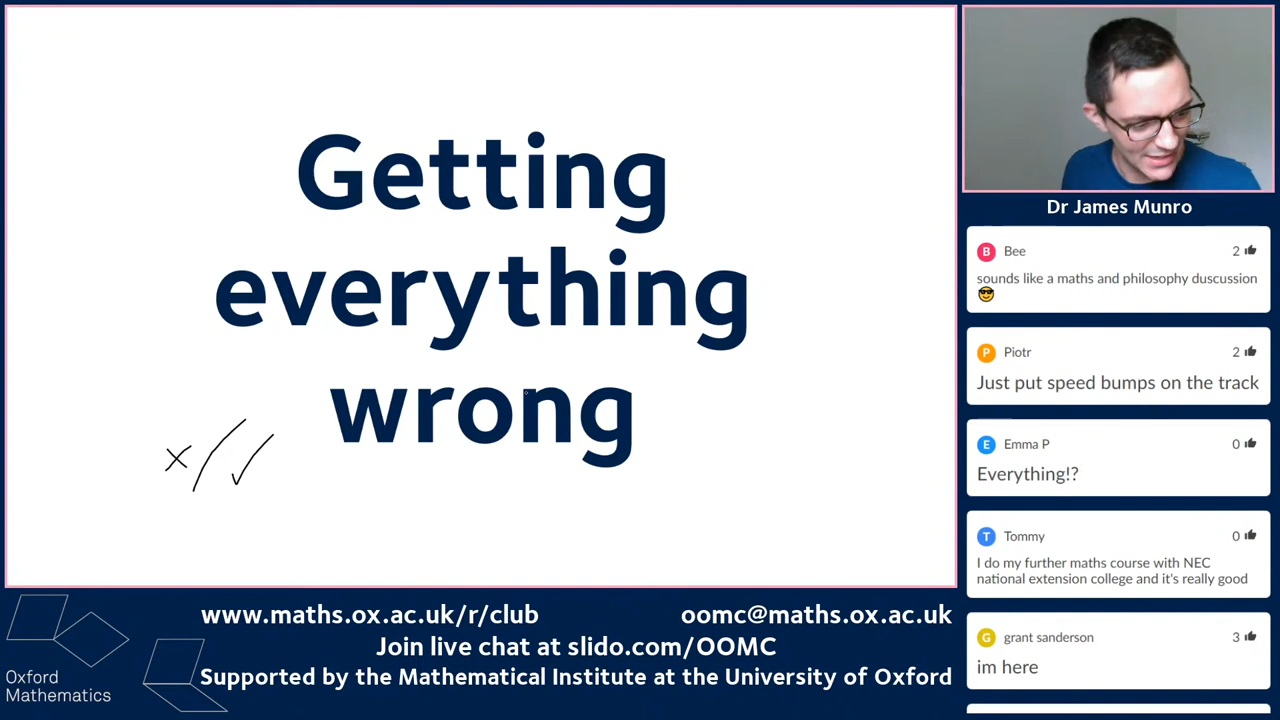 Getting
everything
wrong
x/✓
Dr James Munro
B Bee 2
sounds like a maths and philosophy duscussion
😎
P Piotr 2
Just put speed bumps on the track
E Emma P 0
Everything!?
T Tommy 0
I do my further maths course with NEC
national extension college and it's really good
G grant sanderson 3
im here
www.maths.ox.ac.uk/r/club oomc@maths.ox.ac.uk
Join live chat at slido.com/OOMC
Supported by the Mathematical Institute at the University of Oxford
Oxford
Mathematics